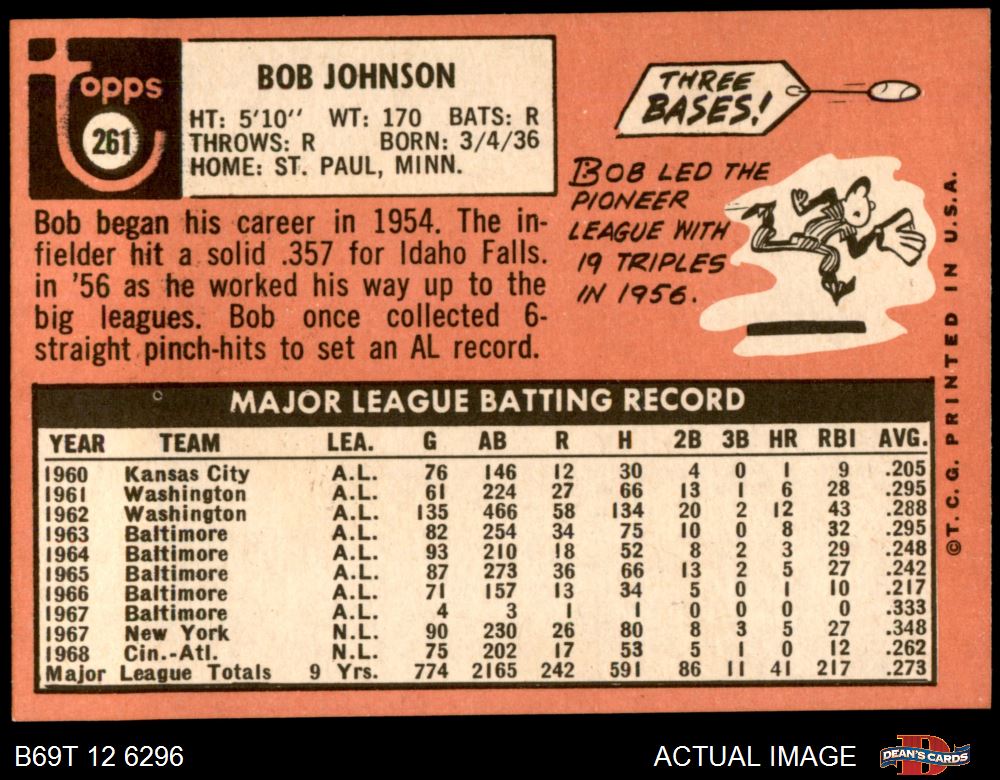 topps
261
BOB JOHNSON
HT: 5'10" WT: 170 BATS: R
THROWS: R BORN: 3/4/36
HOME: ST. PAUL, MINN.
Bob began his career in 1954. The in-
fielder hit a solid .357 for Idaho Falls.
in '56 as he worked his way up to the
big leagues. Bob once collected 6-
straight pinch-hits to set an AL record.
THREE
BASES!
BOB LED THE
PIONEER
LEAGUE WITH
19 TRIPLES
IN 1956.
©T.C.G. PRINTED IN U.S.A.
MAJOR LEAGUE BATTING RECORD
YEAR TEAM LEA. G AB R H 2B 3B HR RBI AVG.
1960 Kansas City A.L. 76 146 12 30 4 0 1 9 .205
1961 Washington A.L. 61 224 27 66 13 1 6 28 .295
1962 Washington A.L. 135 466 58 134 20 2 12 43 .288
1963 Baltimore A.L. 82 254 34 75 10 0 8 32 .295
1964 Baltimore A.L. 93 210 18 52 8 2 3 29 .248
1965 Baltimore A.L. 87 273 36 66 13 2 5 27 .242
1966 Baltimore A.L. 71 157 13 34 5 0 1 10 .217
1967 Baltimore A.L. 4 3 1 1 0 0 0 0 .333
1967 New York N.L. 90 230 26 80 8 3 5 27 .348
1968 Cin.-Atl. N.L. 75 202 17 53 5 1 0 12 .262
Major League Totals 9 Yrs. 774 2165 242 591 86 11 41 217 .273
B69T 12 6296
ACTUAL IMAGE
DEAN'S CARDS